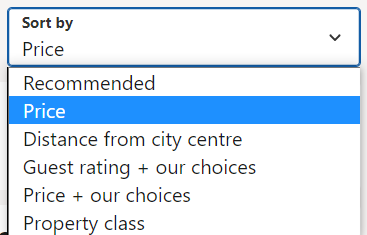 Sort by
Price
Recommended
Price
Distance from city centre
Guest rating + our choices
Price + our choices
Property class